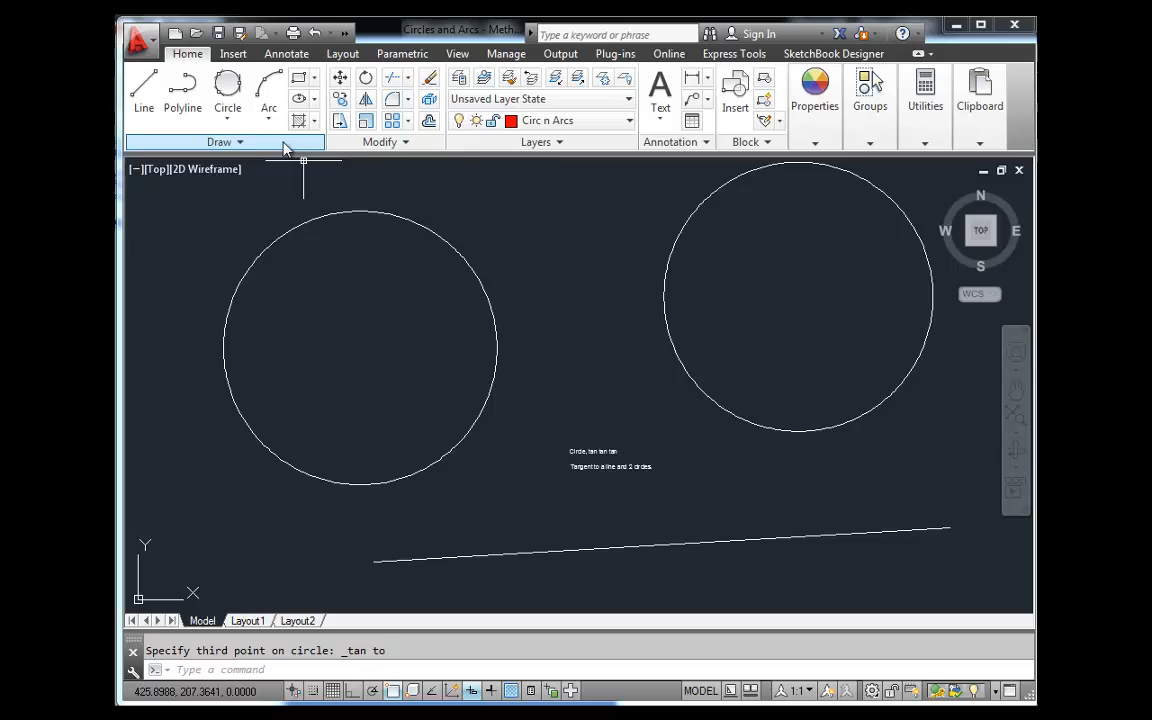 Circles and Arcs - Meth...
Type a keyword or phrase
Sign In
Home Insert Annotate Layout Parametric View Manage Output Plug-ins Online Express Tools SketchBook Designer
Line Polyline Circle Arc
Unsaved Layer State
Circ n Arcs
Text
Insert
Properties
Groups
Utilities
Clipboard
Draw Modify Layers Annotation Block
[−][Top][2D Wireframe]
N
W TOP E
S
WCS
Circle, tan tan tan
Tangent to a line and 2 circles.
Y
X
Model Layout1 Layout2
Specify third point on circle: _tan to
Type a command
425.8988, 207.3641, 0.0000
MODEL
1:1